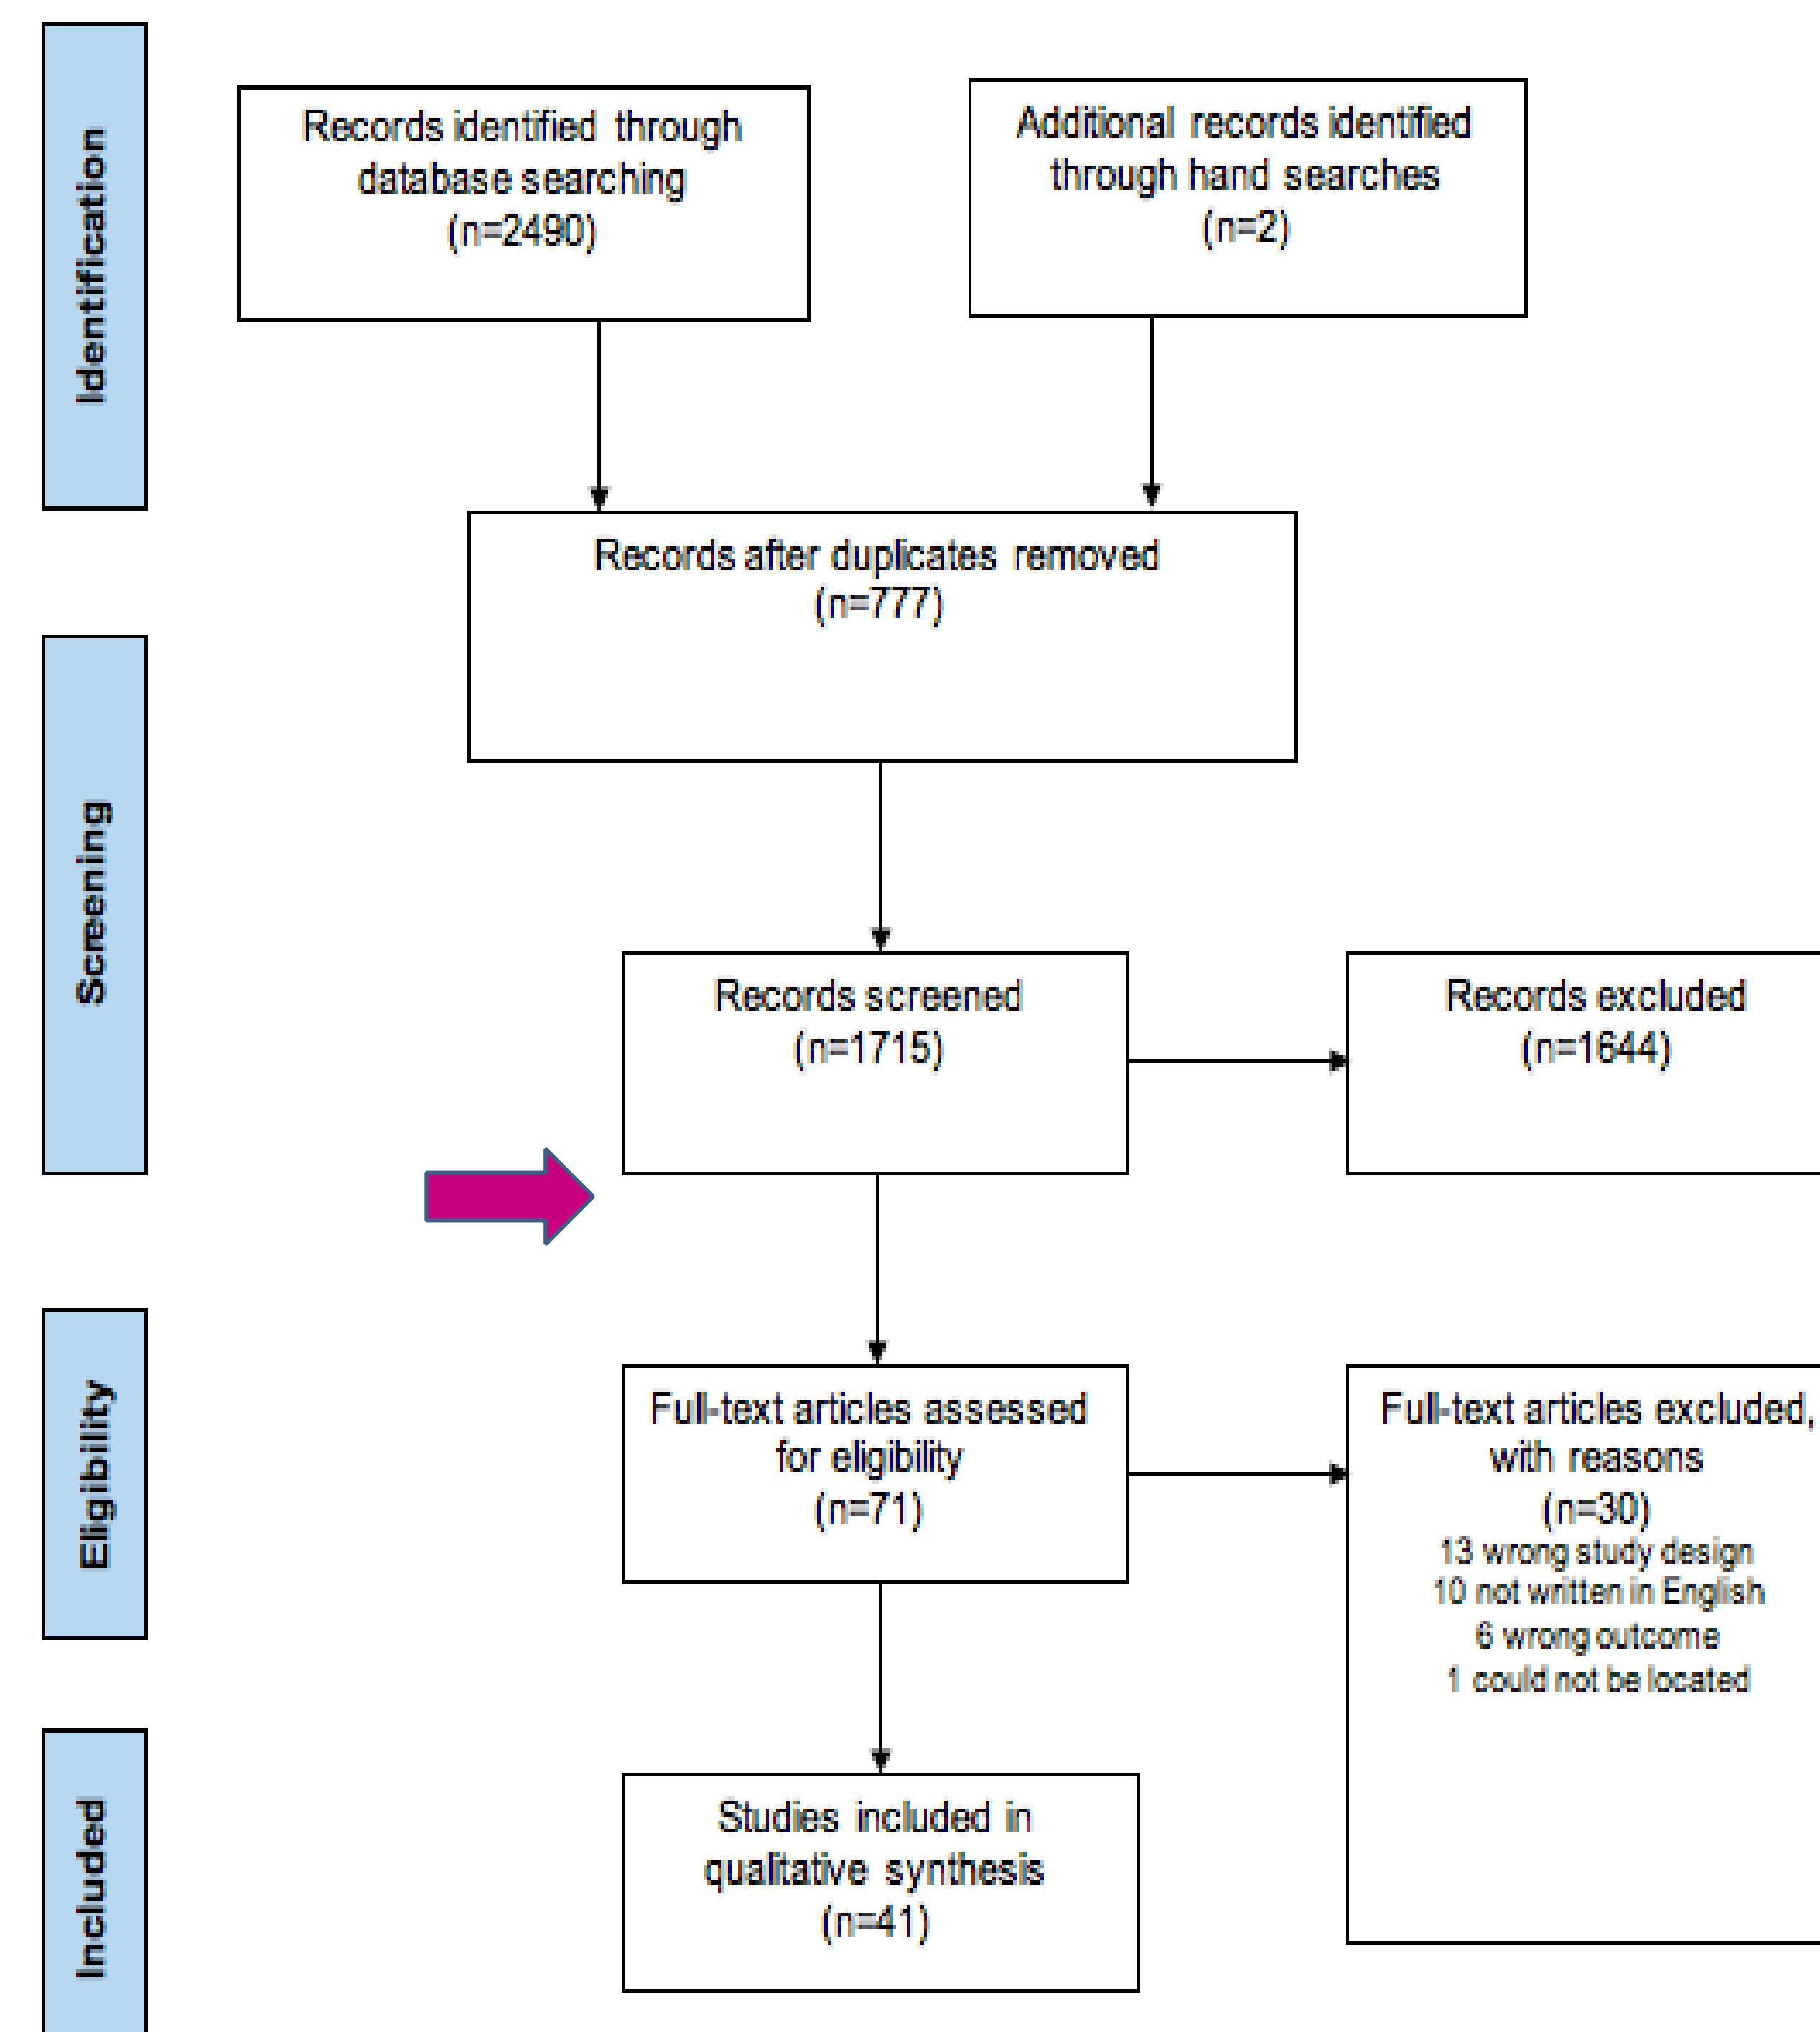 Identification
Records identified through
database searching
(n=2490)
Additional records identified
through hand searches
(n=2)
Records after duplicates removed
(n=777)
Screening
Records screened
(n=1715)
Records excluded
(n=1644)
Eligibility
Full-text articles assessed
for eligibility
(n=71)
Full-text articles excluded,
with reasons
(n=30)
13 wrong study design
10 not written in English
6 wrong outcome
1 could not be located
Included
Studies included in
qualitative synthesis
(n=41)